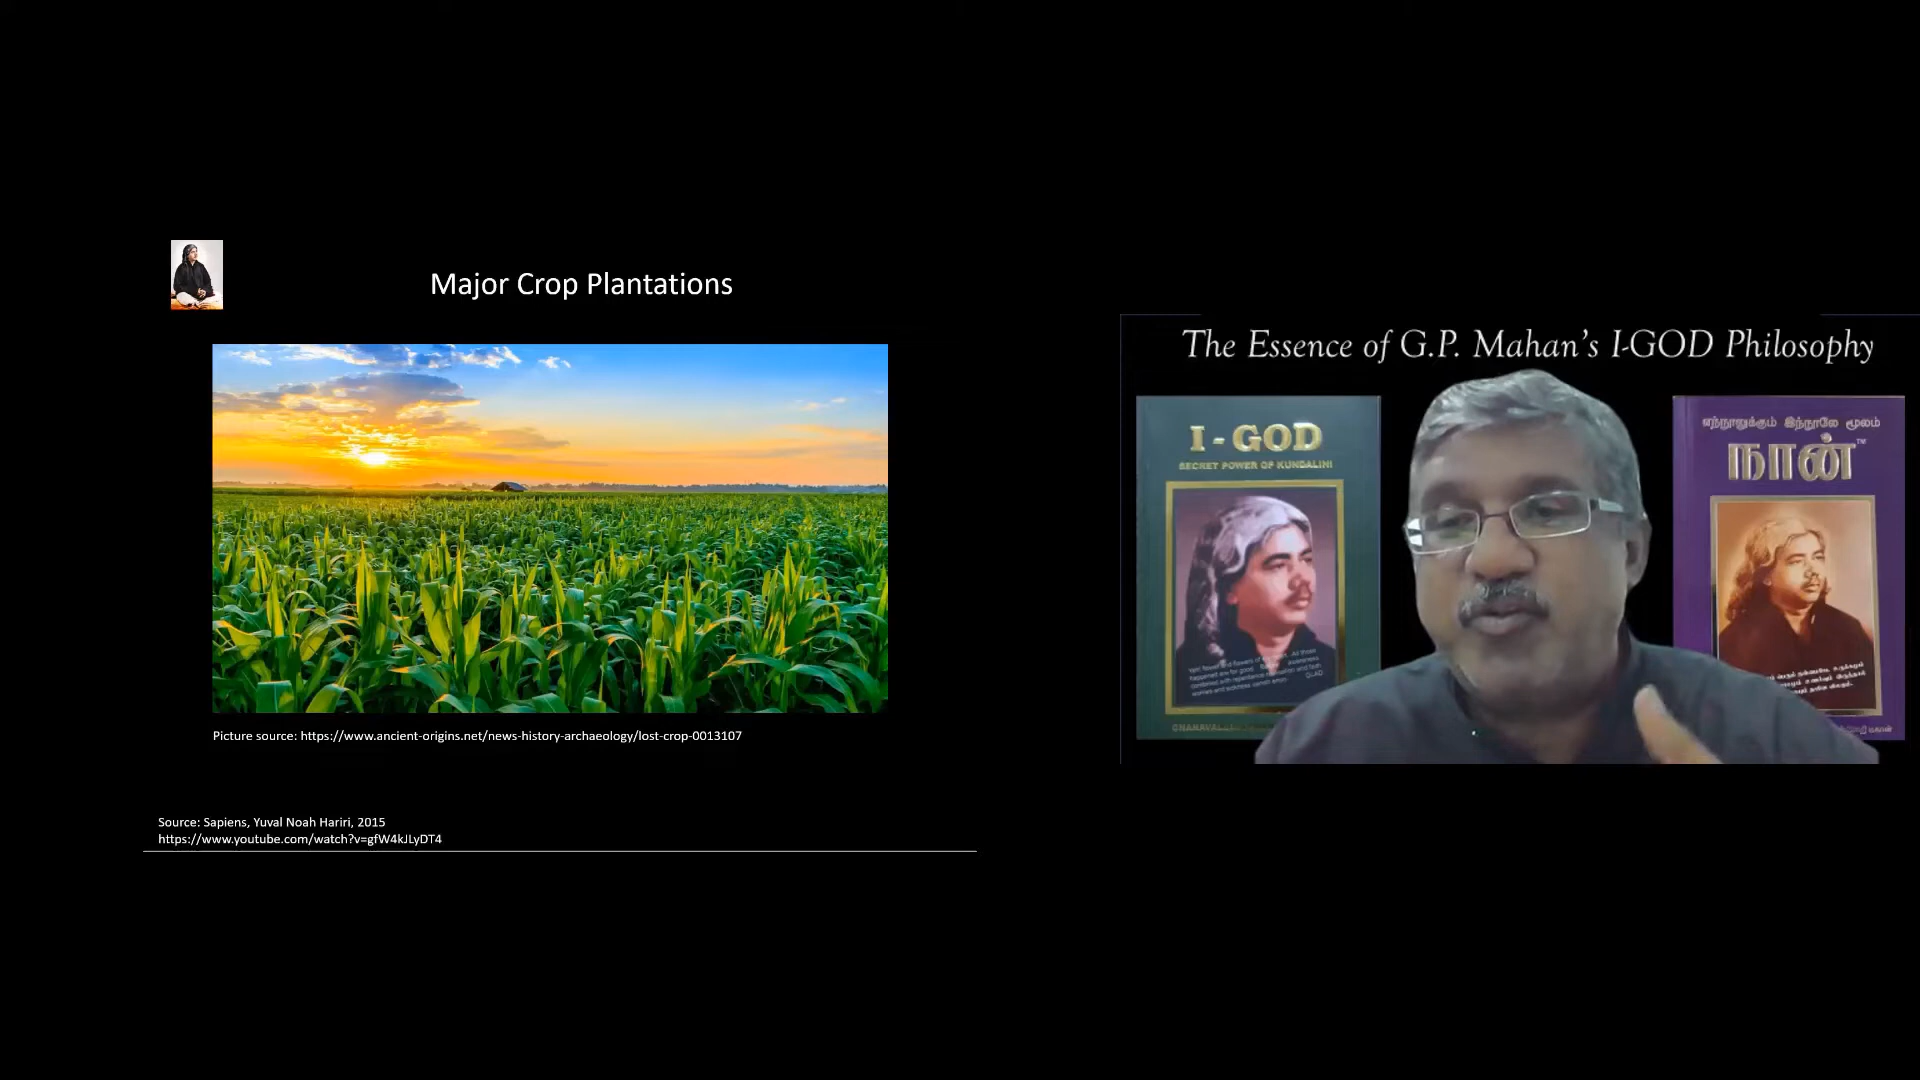 Major Crop Plantations
Picture source: https://www.ancient-origins.net/news-history-archaeology/lost-crop-0013107
Source: Sapiens, Yuval Noah Hariri, 2015
https://www.youtube.com/watch?v=gfW4kJLyDT4
The Essence of G.P. Mahan's I-GOD Philosophy
I - GOD
SECRET POWER OF KUNDALINI
எந்நூலுக்கும் இந்நூலே மூலம்
நான்™